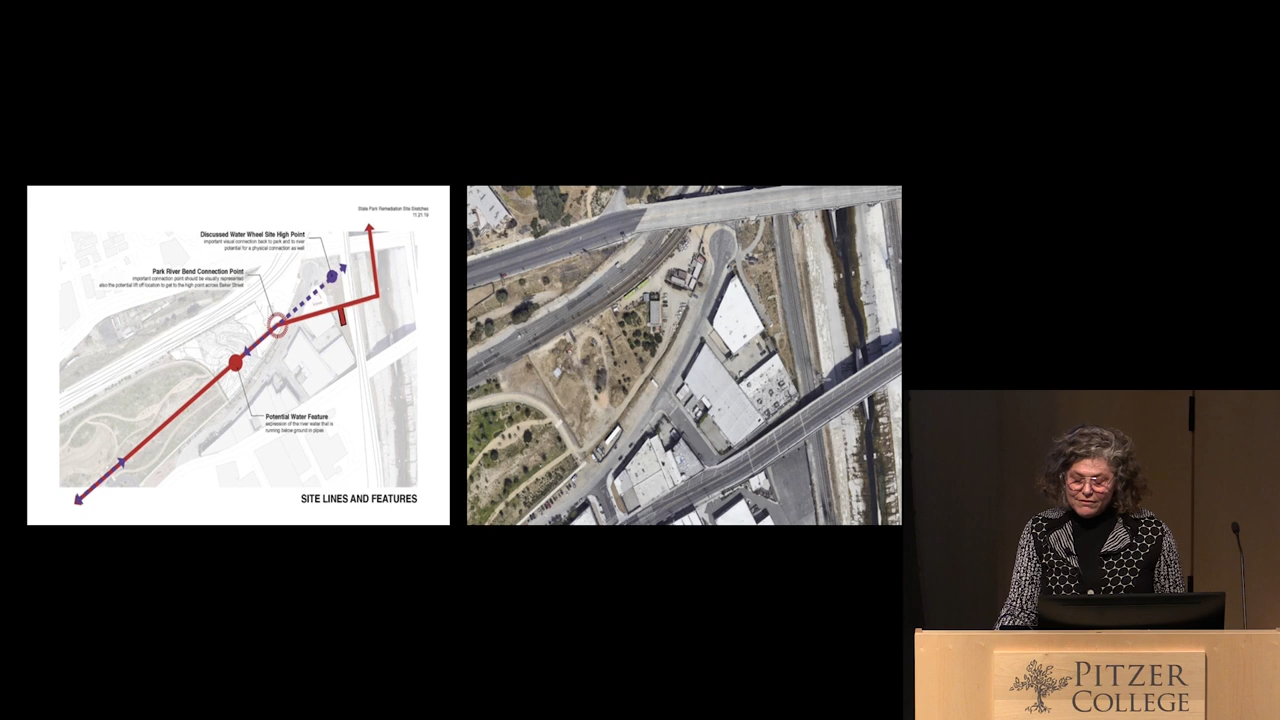 State Park Remediation Site Sketches
11.21.19
Discussed Water Wheel Site High Point
important visual connection back to park and to river
potential for a physical connection as well
Park River Bend Connection Point
important connection point should be visually represented
also the potential lift off location to get to the high point across Baker Street
Potential Water Feature
expression of the river water that is
running below ground in pipes
SITE LINES AND FEATURES
PITZER
COLLEGE